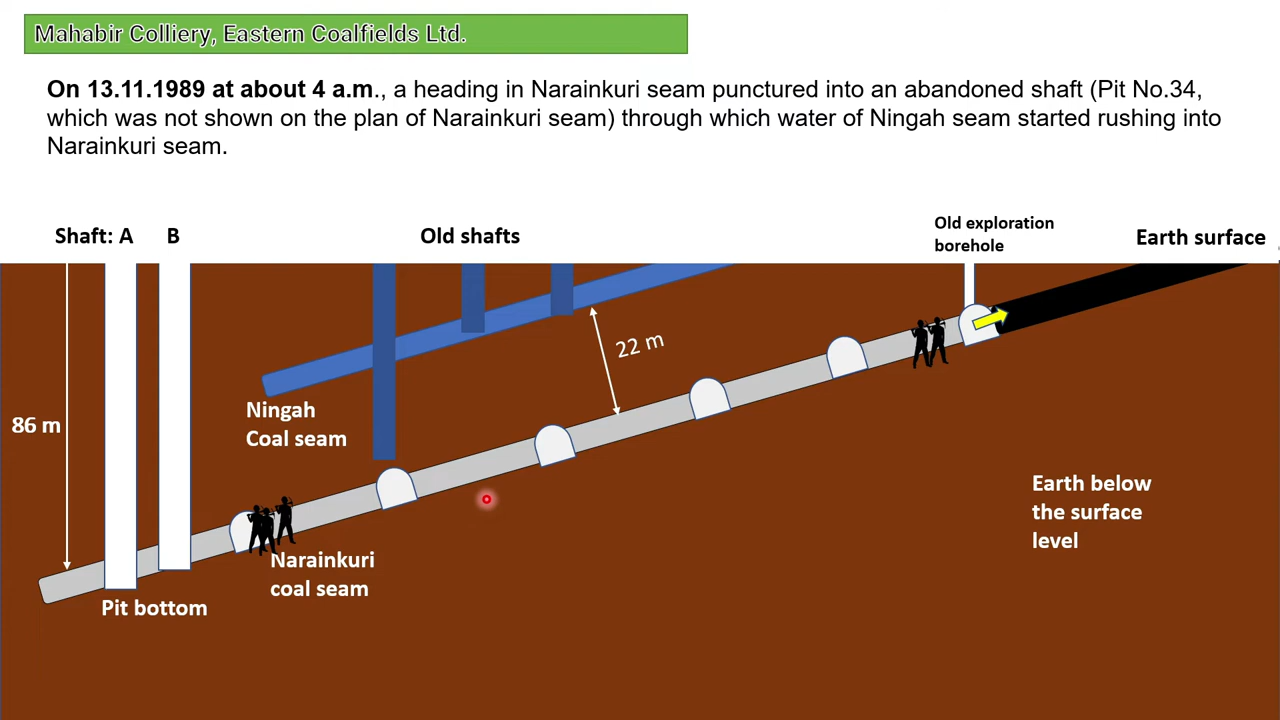 Mahabir Colliery, Eastern Coalfields Ltd.
On 13.11.1989 at about 4 a.m., a heading in Narainkuri seam punctured into an abandoned shaft (Pit No.34,
which was not shown on the plan of Narainkuri seam) through which water of Ningah seam started rushing into
Narainkuri seam.
Shaft: A B
Old shafts
Old exploration
borehole
Earth surface
22 m
86 m
Ningah
Coal seam
Earth below
the surface
level
Narainkuri
coal seam
Pit bottom